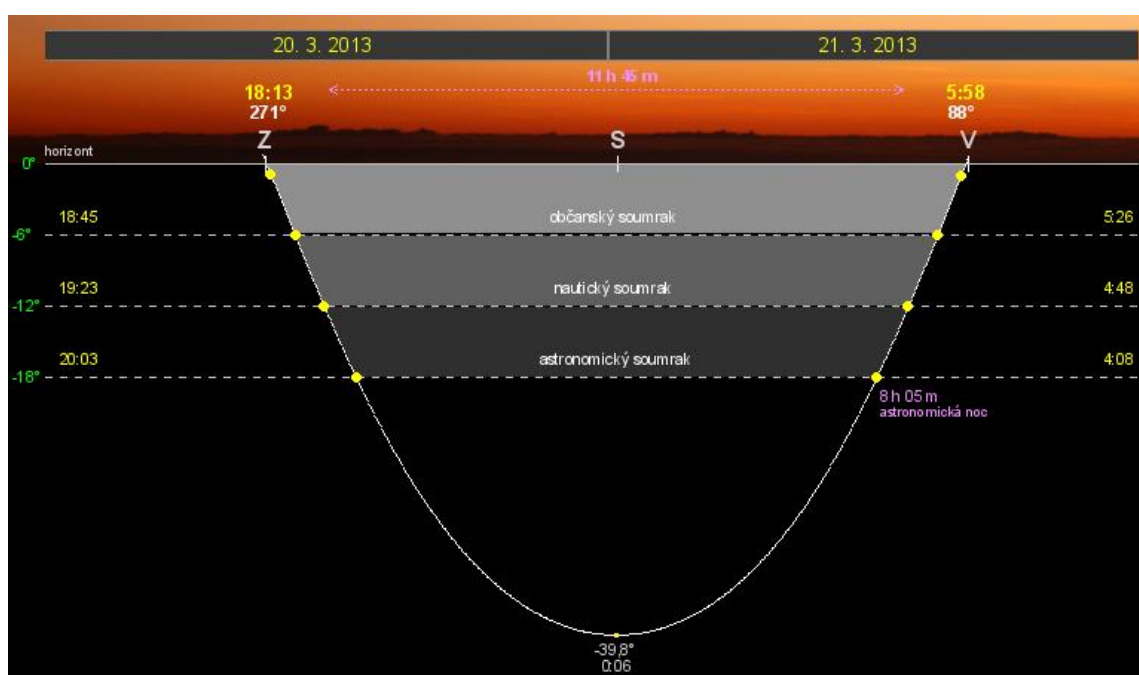 20. 3. 2013 21. 3. 2013
11 h 45 m
18:13 5:58
271° 88°
Z S V
horizont
0°
18:45 občanský soumrak 5:26
-6°
19:23 nautický soumrak 4:48
-12°
20:03 astronomický soumrak 4:08
-18°
8 h 05 m
astronomická noc
-39,8°
0:06